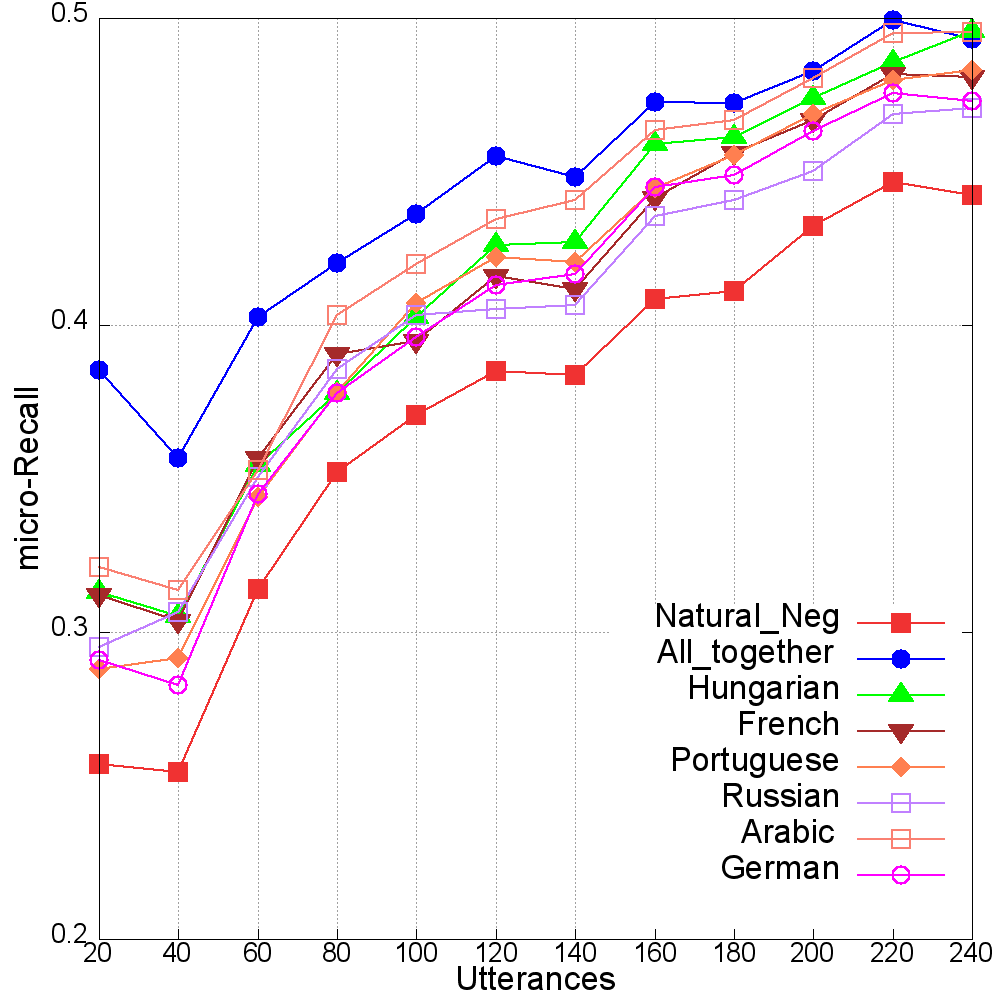 0.5
0.4
0.3
0.2
micro-Recall
Natural_Neg
All_together
Hungarian
French
Portuguese
Russian
Arabic
German
20 40 60 80 100 120 140 160 180 200 220 240
Utterances